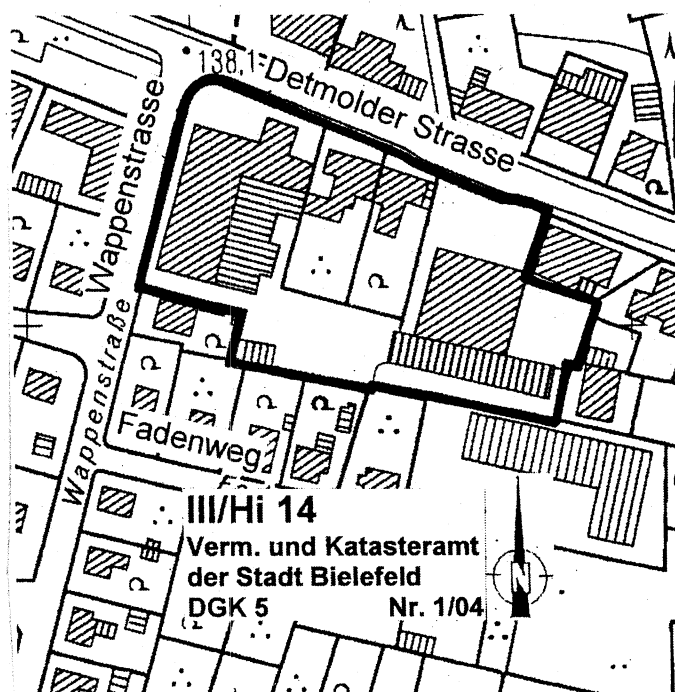 138,1
Detmolder Strasse
Wappenstrasse
Wappenstraße
Fadenweg
III/Hi 14
Verm. und Katasteramt
der Stadt Bielefeld
DGK 5 Nr. 1/04
N